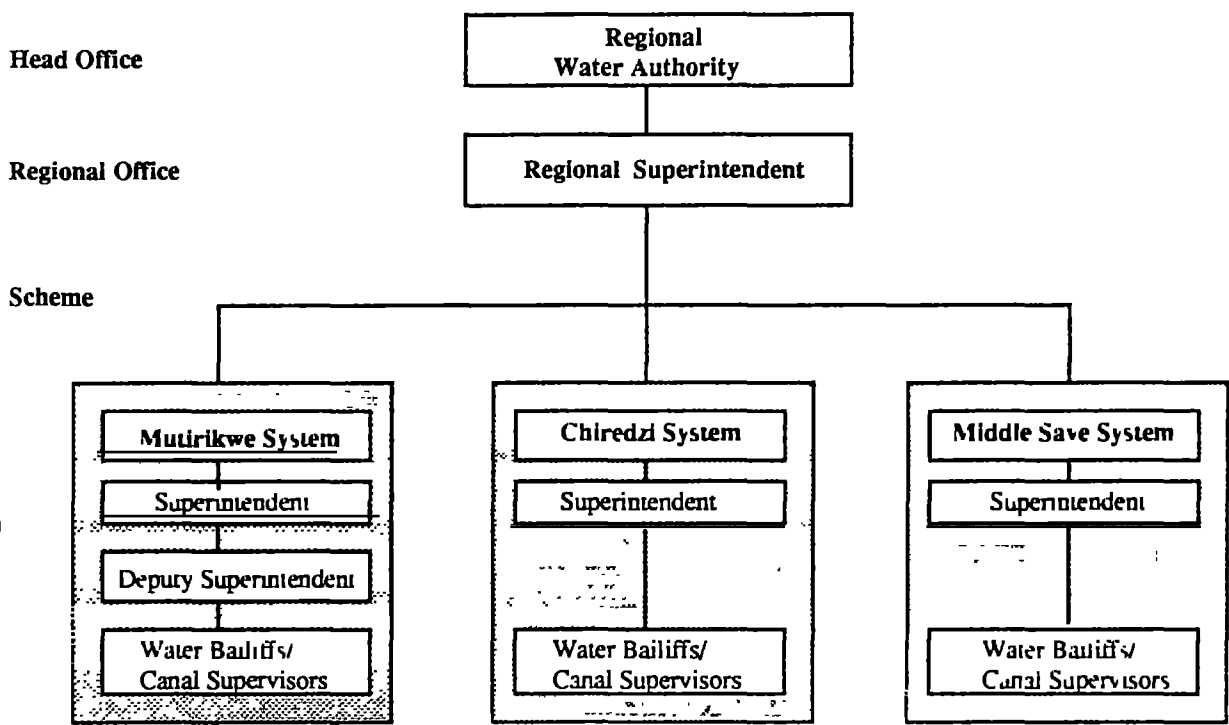 Head Office
Regional
Water Authority
Regional Office
Regional Superintendent
Scheme
Mutirikwe System
Superintendent
Deputy Superintendent
Water Bailiffs/
Canal Supervisors
Chiredzi System
Superintendent
Water Bailiffs/
Canal Supervisors
Middle Save System
Superintendent
Water Bailiffs/
Canal Supervisors